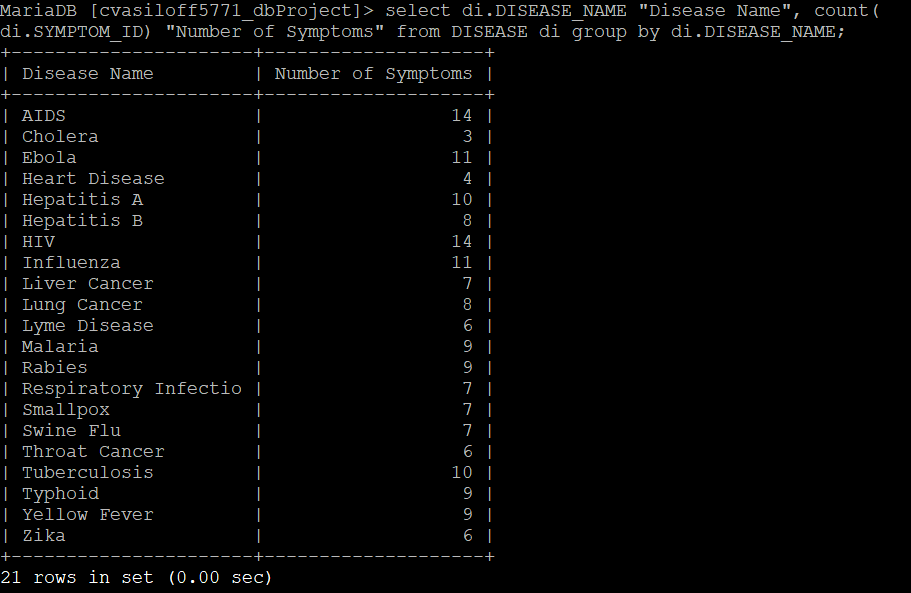 MariaDB [cvasiloff5771_dbProject]> select di.DISEASE_NAME "Disease Name", count(
di.SYMPTOM_ID) "Number of Symptoms" from DISEASE di group by di.DISEASE_NAME;
+----------------------+--------------------+
| Disease Name         | Number of Symptoms |
+----------------------+--------------------+
| AIDS                 |                 14 |
| Cholera              |                  3 |
| Ebola                |                 11 |
| Heart Disease        |                  4 |
| Hepatitis A          |                 10 |
| Hepatitis B          |                  8 |
| HIV                  |                 14 |
| Influenza            |                 11 |
| Liver Cancer         |                  7 |
| Lung Cancer          |                  8 |
| Lyme Disease         |                  6 |
| Malaria              |                  9 |
| Rabies               |                  9 |
| Respiratory Infectio |                  7 |
| Smallpox             |                  7 |
| Swine Flu            |                  7 |
| Throat Cancer        |                  6 |
| Tuberculosis         |                 10 |
| Typhoid              |                  9 |
| Yellow Fever         |                  9 |
| Zika                 |                  6 |
+----------------------+--------------------+
21 rows in set (0.00 sec)